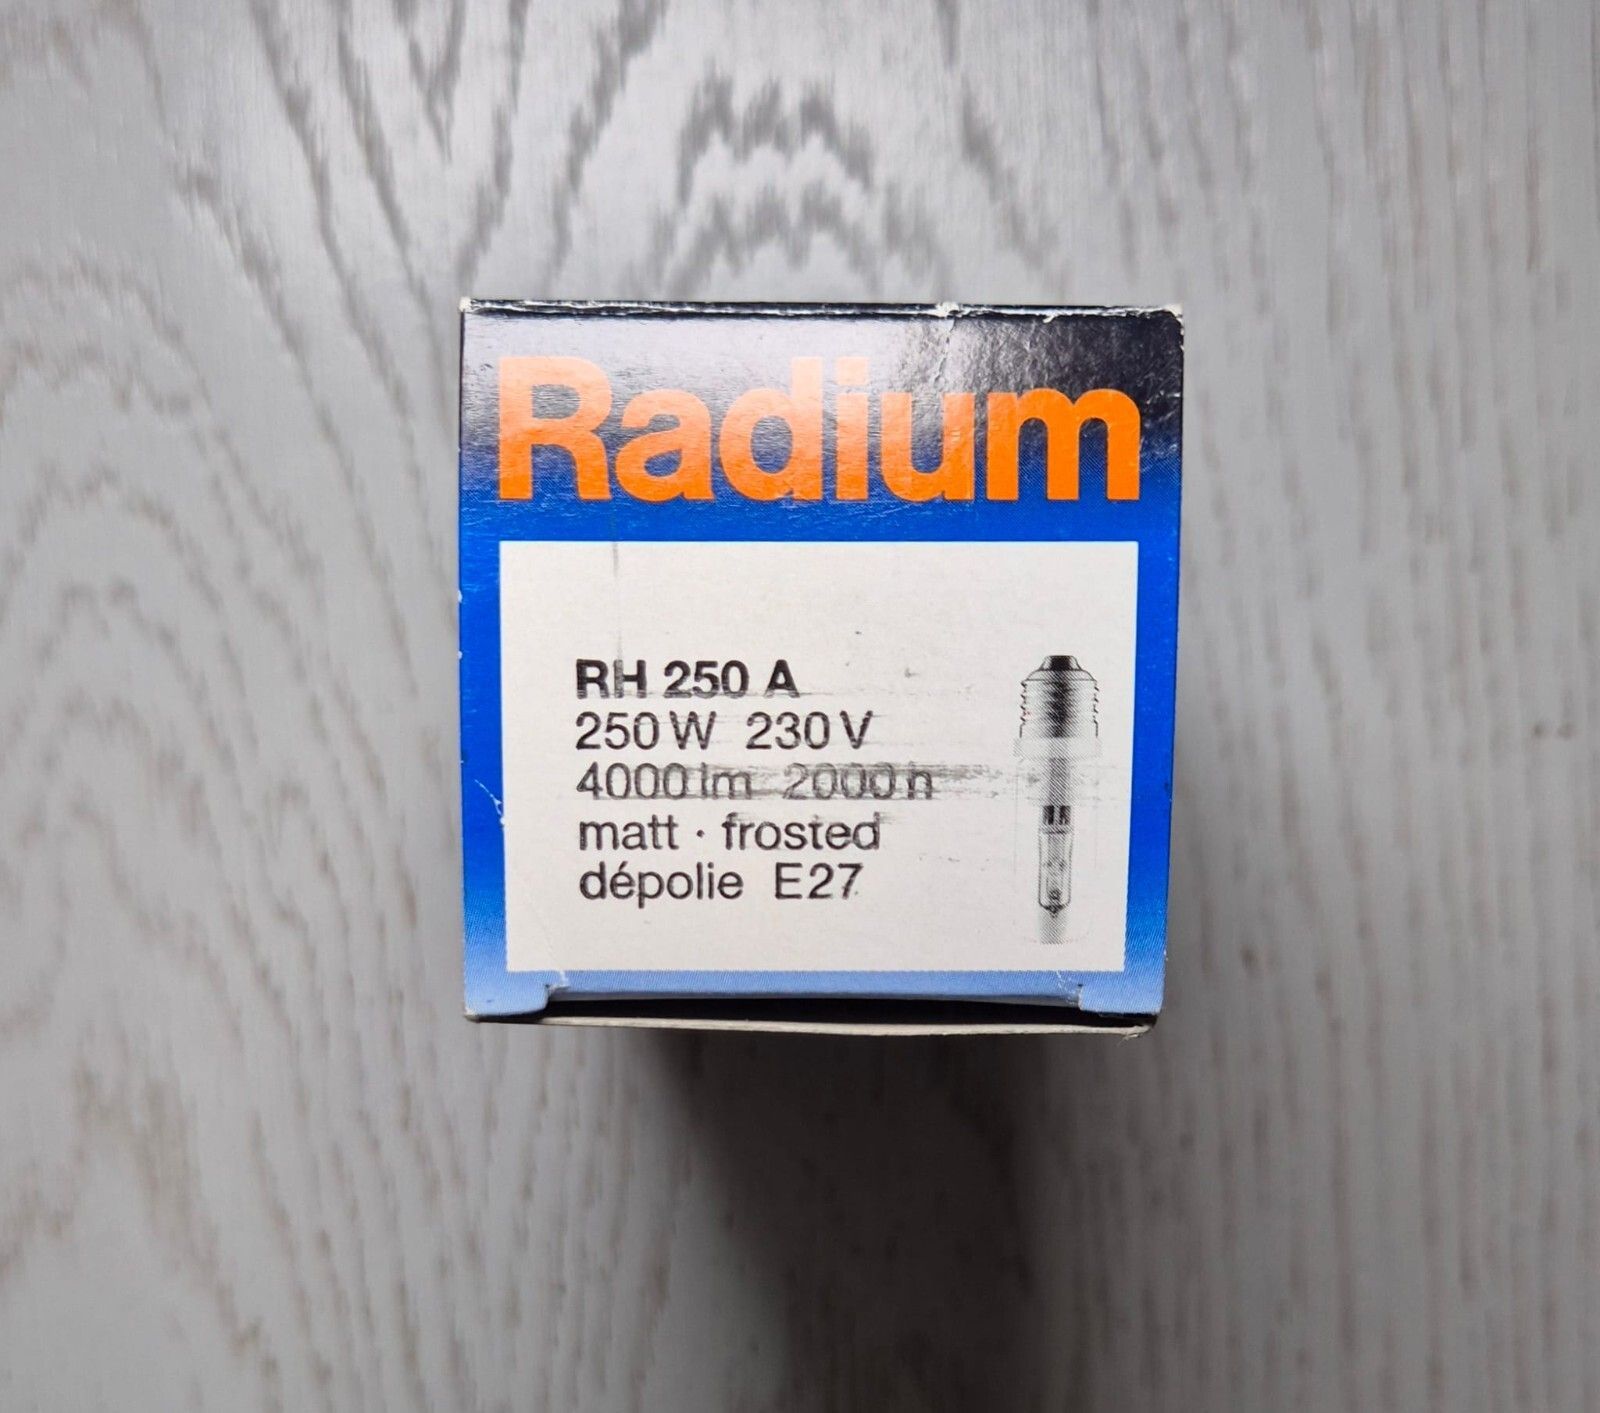 Radium
RH 250 A
250 W 230 V
4000 lm 2000 h
matt · frosted
dépolie E27